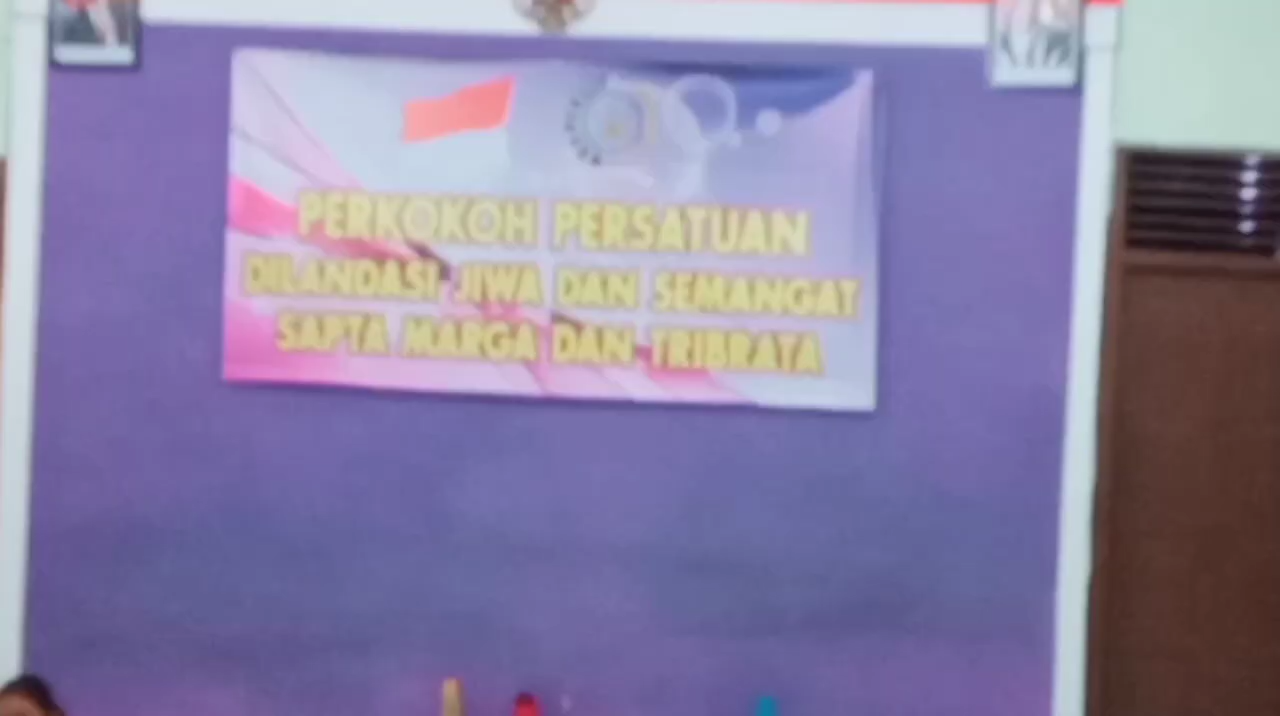 PERKOKOH PERSATUAN
DILANDASI JIWA DAN SEMANGAT
SAPTA MARGA DAN TRIBRATA